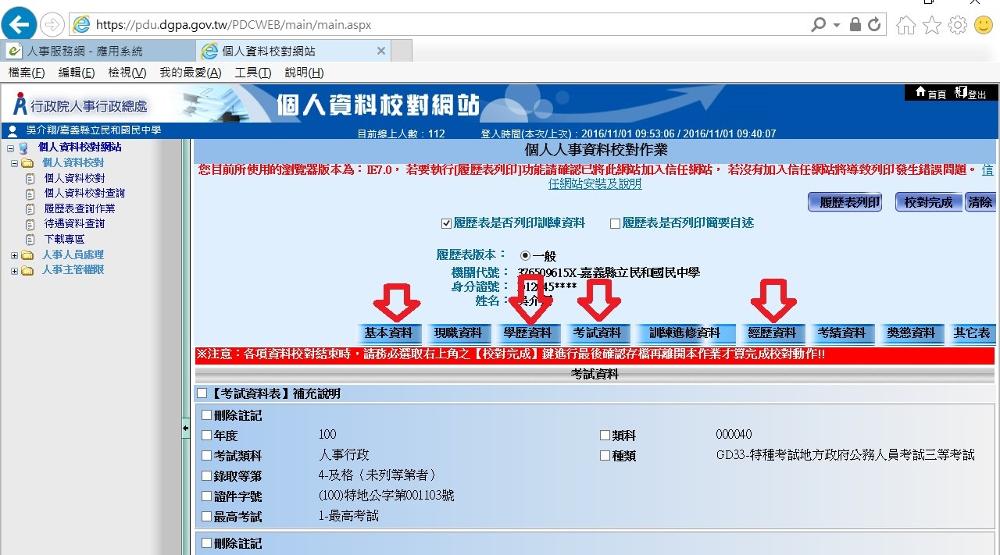 https://pdu.dgpa.gov.tw/PDCWEB/main/main.aspx
人事服務網 - 應用系統
個人資料校對網站
檔案(F) 編輯(E) 檢視(V) 我的最愛(A) 工具(T) 說明(H)
行政院人事行政總處
個人資料校對網站
首頁 登出
吳介翔/嘉義縣立民和國民中學
目前線上人數：112 登入時間(本次/上次)：2016/11/01 09:53:06 / 2016/11/01 09:40:07
個人資料校對網站
個人資料校對
個人資料校對
個人資料校對查詢
履歷表查詢作業
待遇資料查詢
下載專區
人事人員處理
人事主管權限
個人人事資料校對作業
您目前所使用的瀏覽器版本為：IE7.0， 若要執行[履歷表列印]功能請確認已將此網站加入信任網站， 若沒有加入信任網站將導致列印發生錯誤問題。 信
任網站安裝及說明
履歷表列印 校對完成 清除
履歷表是否列印訓練資料 履歷表是否列印簡要自述
履歷表版本： 一般
機關代號： 376509615X-嘉義縣立民和國民中學
身分證號：
姓名：
基本資料 現職資料 學歷資料 考試資料 訓練進修資料 經歷資料 考績資料 獎懲資料 其它表
※注意：各項資料校對結束時，請務必選取右上角之【校對完成】鍵進行最後確認存檔再離開本作業才算完成校對動作!!
考試資料
【考試資料表】補充說明
刪除註記
年度 100 類科 000040
考試類科 人事行政 種類 GD33-特種考試地方政府公務人員考試三等考試
錄取等第 4-及格（未列等第者）
證件字號 (100)特地公字第001103號
最高考試 1-最高考試
刪除註記